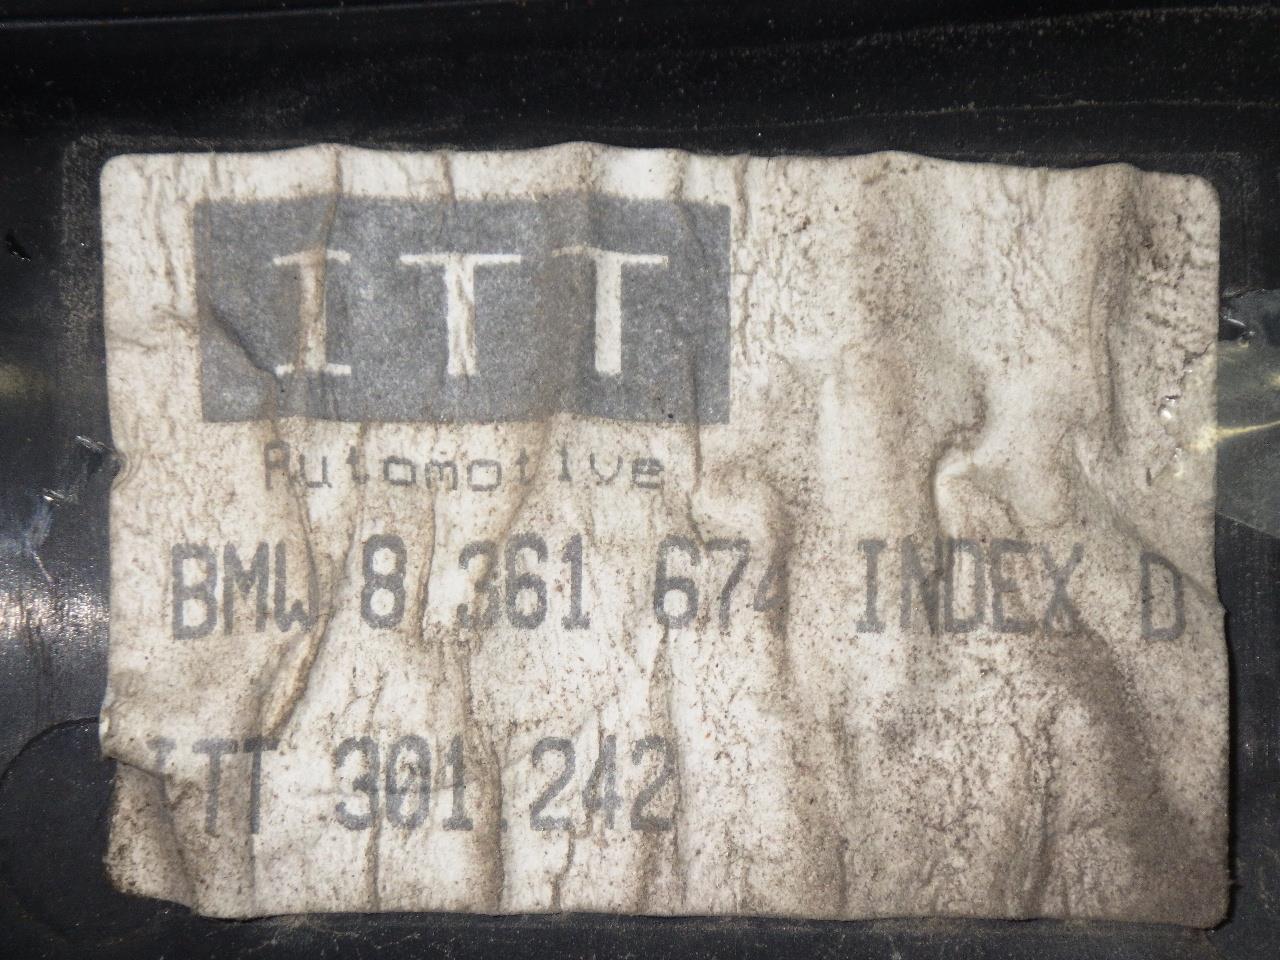 ITT
Automotive
BMW 8 361 674 INDEX D
ITT 301 242